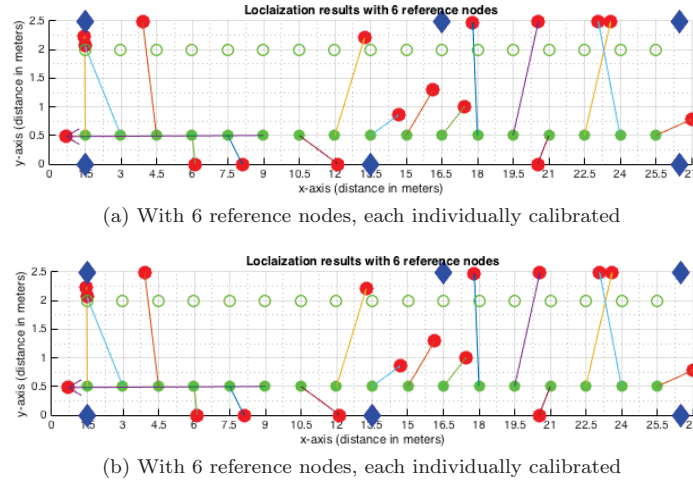 Loclaization results with 6 reference nodes
y-axis (distance in meters)
2.5
2
1.5
1
0.5
0
0 1.5 3 4.5 6 7.5 9 10.5 12 13.5 15 16.5 18 19.5 21 22.5 24 25.5 27
x-axis (distance in meters)
(a) With 6 reference nodes, each individually calibrated
Loclaization results with 6 reference nodes
y-axis (distance in meters)
2.5
2
1.5
1
0.5
0
0 1.5 3 4.5 6 7.5 9 10.5 12 13.5 15 16.5 18 19.5 21 22.5 24 25.5 27
x-axis (distance in meters)
(b) With 6 reference nodes, each individually calibrated